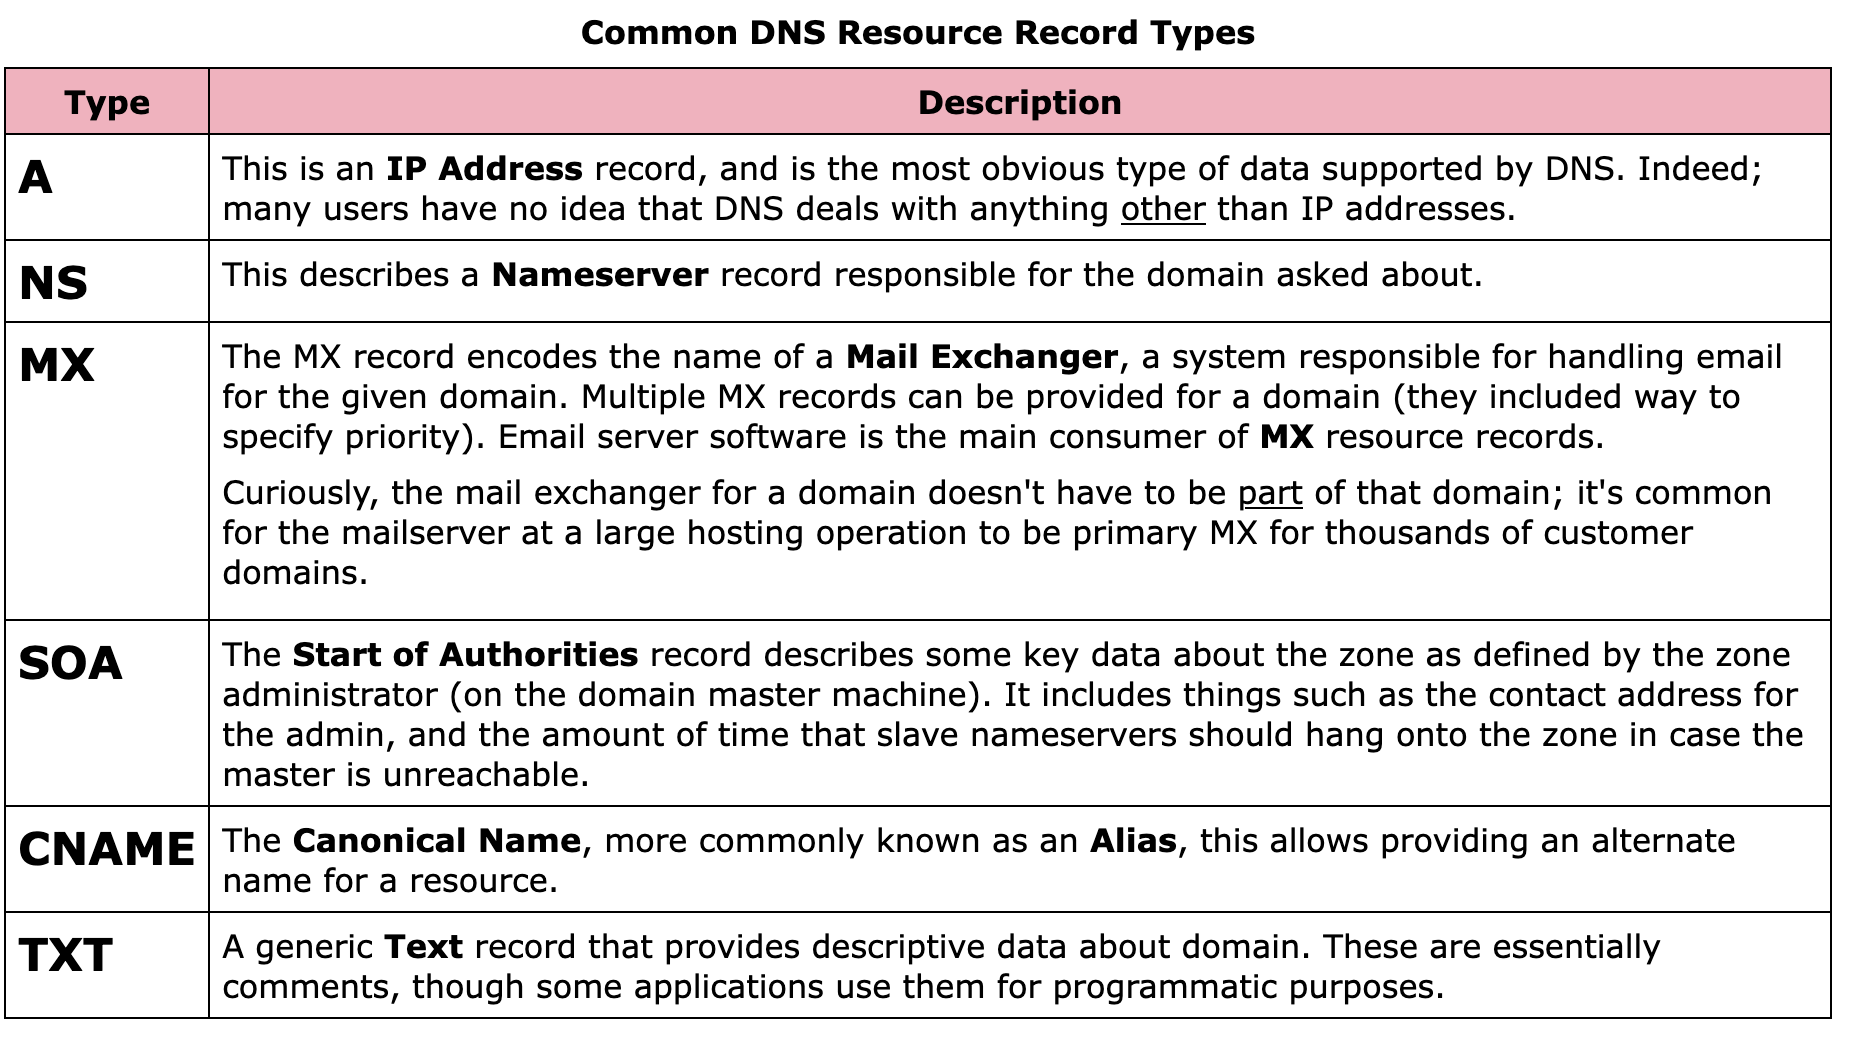 Common DNS Resource Record Types
Type
Description
A
This is an IP Address record, and is the most obvious type of data supported by DNS. Indeed;
many users have no idea that DNS deals with anything other than IP addresses.
NS
This describes a Nameserver record responsible for the domain asked about.
MX
The MX record encodes the name of a Mail Exchanger, a system responsible for handling email
for the given domain. Multiple MX records can be provided for a domain (they included way to
specify priority). Email server software is the main consumer of MX resource records.
Curiously, the mail exchanger for a domain doesn't have to be part of that domain; it's common
for the mailserver at a large hosting operation to be primary MX for thousands of customer
domains.
SOA
The Start of Authorities record describes some key data about the zone as defined by the zone
administrator (on the domain master machine). It includes things such as the contact address for
the admin, and the amount of time that slave nameservers should hang onto the zone in case the
master is unreachable.
CNAME
The Canonical Name, more commonly known as an Alias, this allows providing an alternate
name for a resource.
TXT
A generic Text record that provides descriptive data about domain. These are essentially
comments, though some applications use them for programmatic purposes.